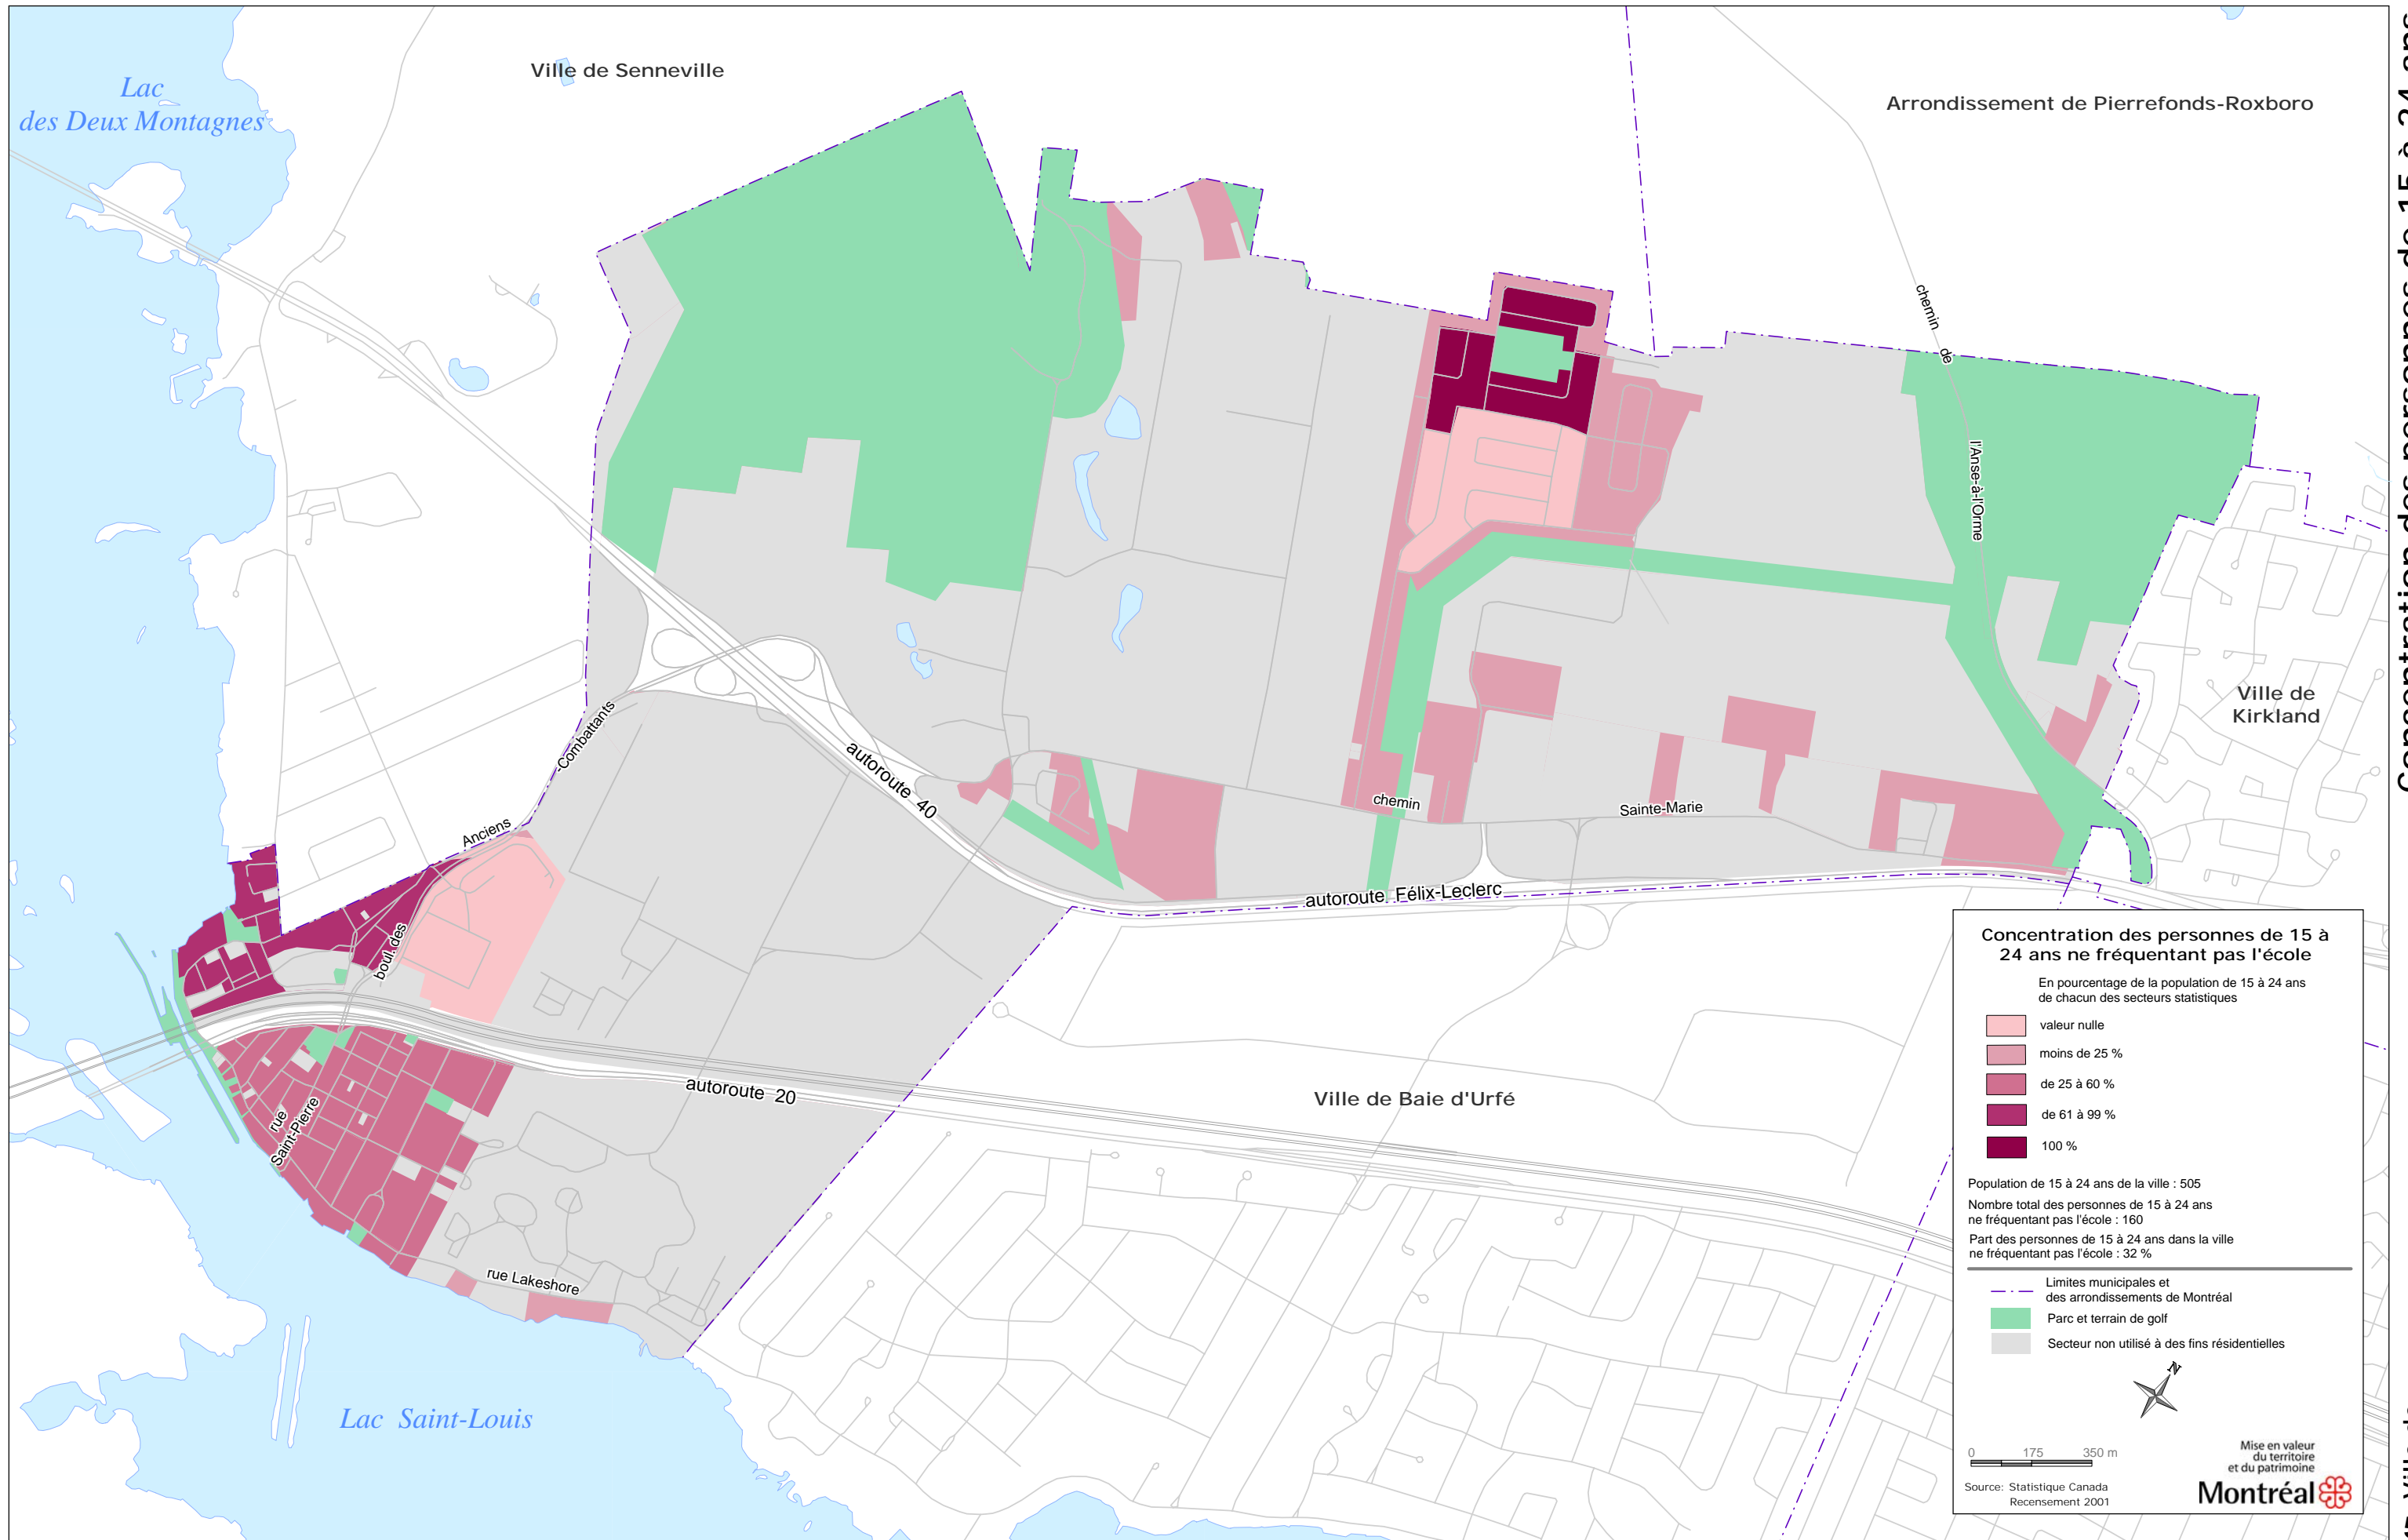 Lac
des Deux Montagnes
Ville de Senneville
Arrondissement de Pierrefonds-Roxboro
chemin
de
l'Anse-à-l'Orme
Ville de
Kirkland
-Combattants
Anciens
boul. des
autoroute 40
chemin
Sainte-Marie
autoroute Félix-Leclerc
autoroute 20
rue
Saint-Pierre
rue Lakeshore
Ville de Baie d'Urfé
Lac Saint-Louis
Concentration des personnes de 15 à
24 ans ne fréquentant pas l'école
En pourcentage de la population de 15 à 24 ans
de chacun des secteurs statistiques
valeur nulle
moins de 25 %
de 25 à 60 %
de 61 à 99 %
100 %
Population de 15 à 24 ans de la ville : 505
Nombre total des personnes de 15 à 24 ans
ne fréquentant pas l'école : 160
Part des personnes de 15 à 24 ans dans la ville
ne fréquentant pas l'école : 32 %
Limites municipales et
des arrondissements de Montréal
Parc et terrain de golf
Secteur non utilisé à des fins résidentielles
N
0 175 350 m
Source: Statistique Canada
Recensement 2001
Mise en valeur
du territoire
et du patrimoine
Montréal
Concentration des personnes de 15 à 24 ans